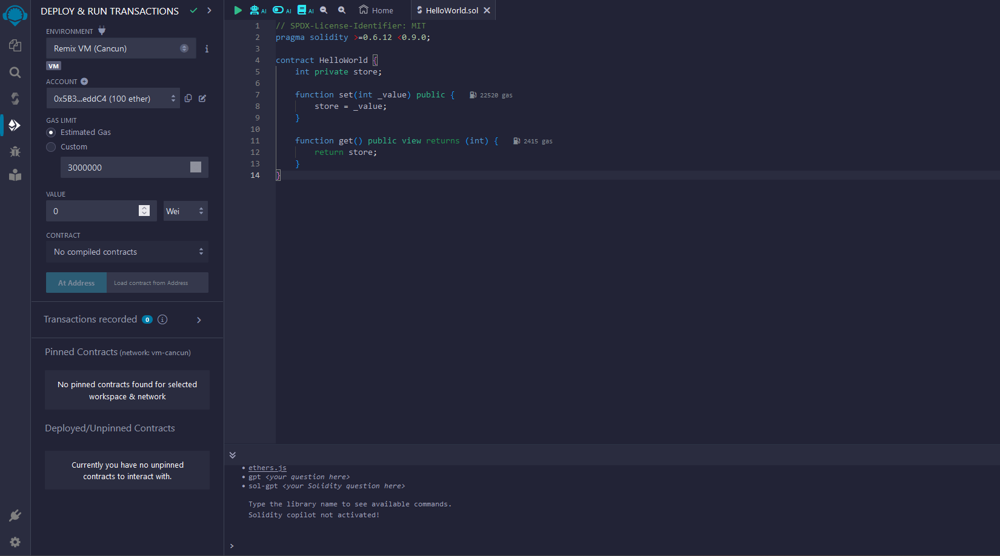 DEPLOY & RUN TRANSACTIONS
ENVIRONMENT
Remix VM (Cancun)
VM
ACCOUNT
0x5B3...eddC4 (100 ether)
GAS LIMIT
Estimated Gas
Custom
3000000
VALUE
0
Wei
CONTRACT
No compiled contracts
At Address
Load contract from Address
Transactions recorded 0
Pinned Contracts (network: vm-cancun)
No pinned contracts found for selected
workspace & network
Deployed/Unpinned Contracts
Currently you have no unpinned
contracts to interact with.
AI AI AI Home HelloWorld.sol
1 // SPDX-License-Identifier: MIT
2 pragma solidity >=0.6.12 <0.9.0;
3
4 contract HelloWorld {
5 int private store;
6
7 function set(int _value) public { 22520 gas
8 store = _value;
9 }
10
11 function get() public view returns (int) { 2415 gas
12 return store;
13 }
14 }
• ethers.js
• gpt <your question here>
• sol-gpt <your Solidity question here>
Type the library name to see available commands.
Solidity copilot not activated!
>